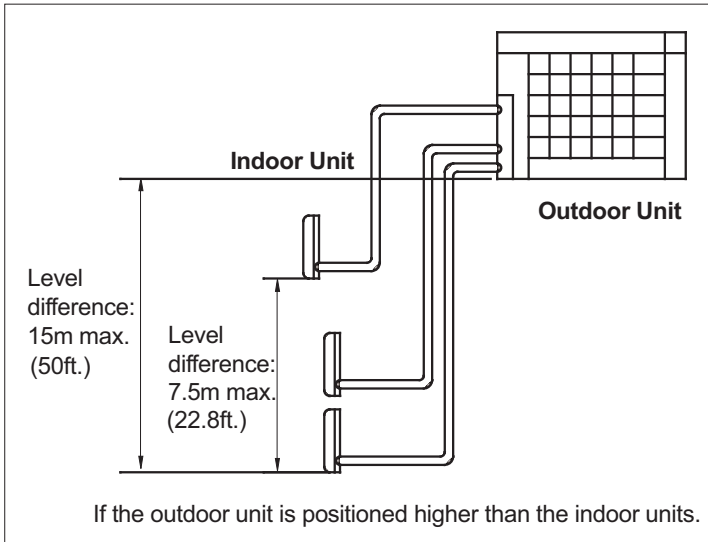 Indoor Unit
Outdoor Unit
Level
difference:
15m max.
(50ft.)
Level
difference:
7.5m max.
(22.8ft.)
If the outdoor unit is positioned higher than the indoor units.